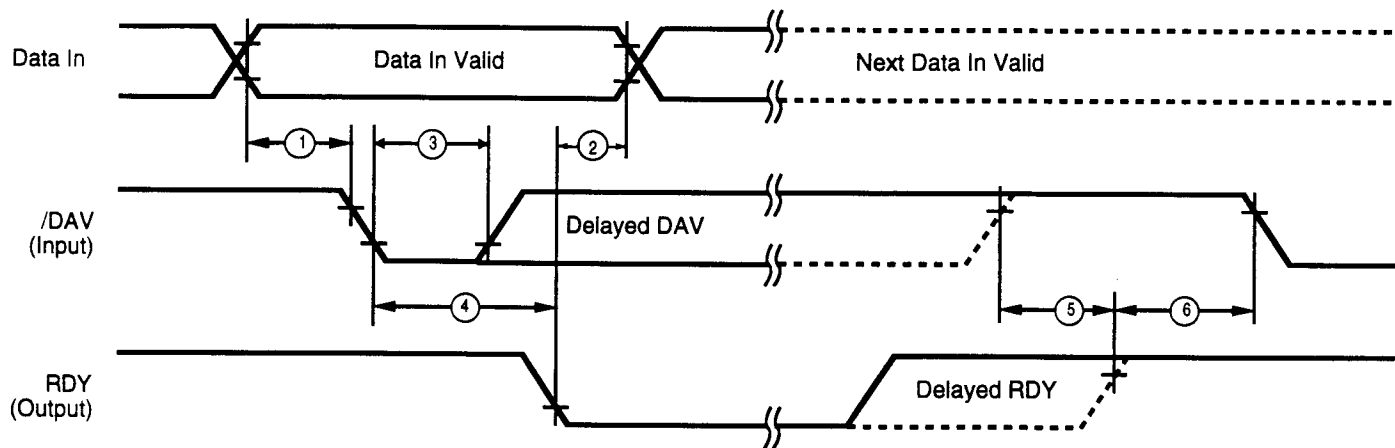 Data In
Data In Valid
Next Data In Valid
1
3
2
/DAV
(Input)
Delayed DAV
4
5
6
RDY
(Output)
Delayed RDY